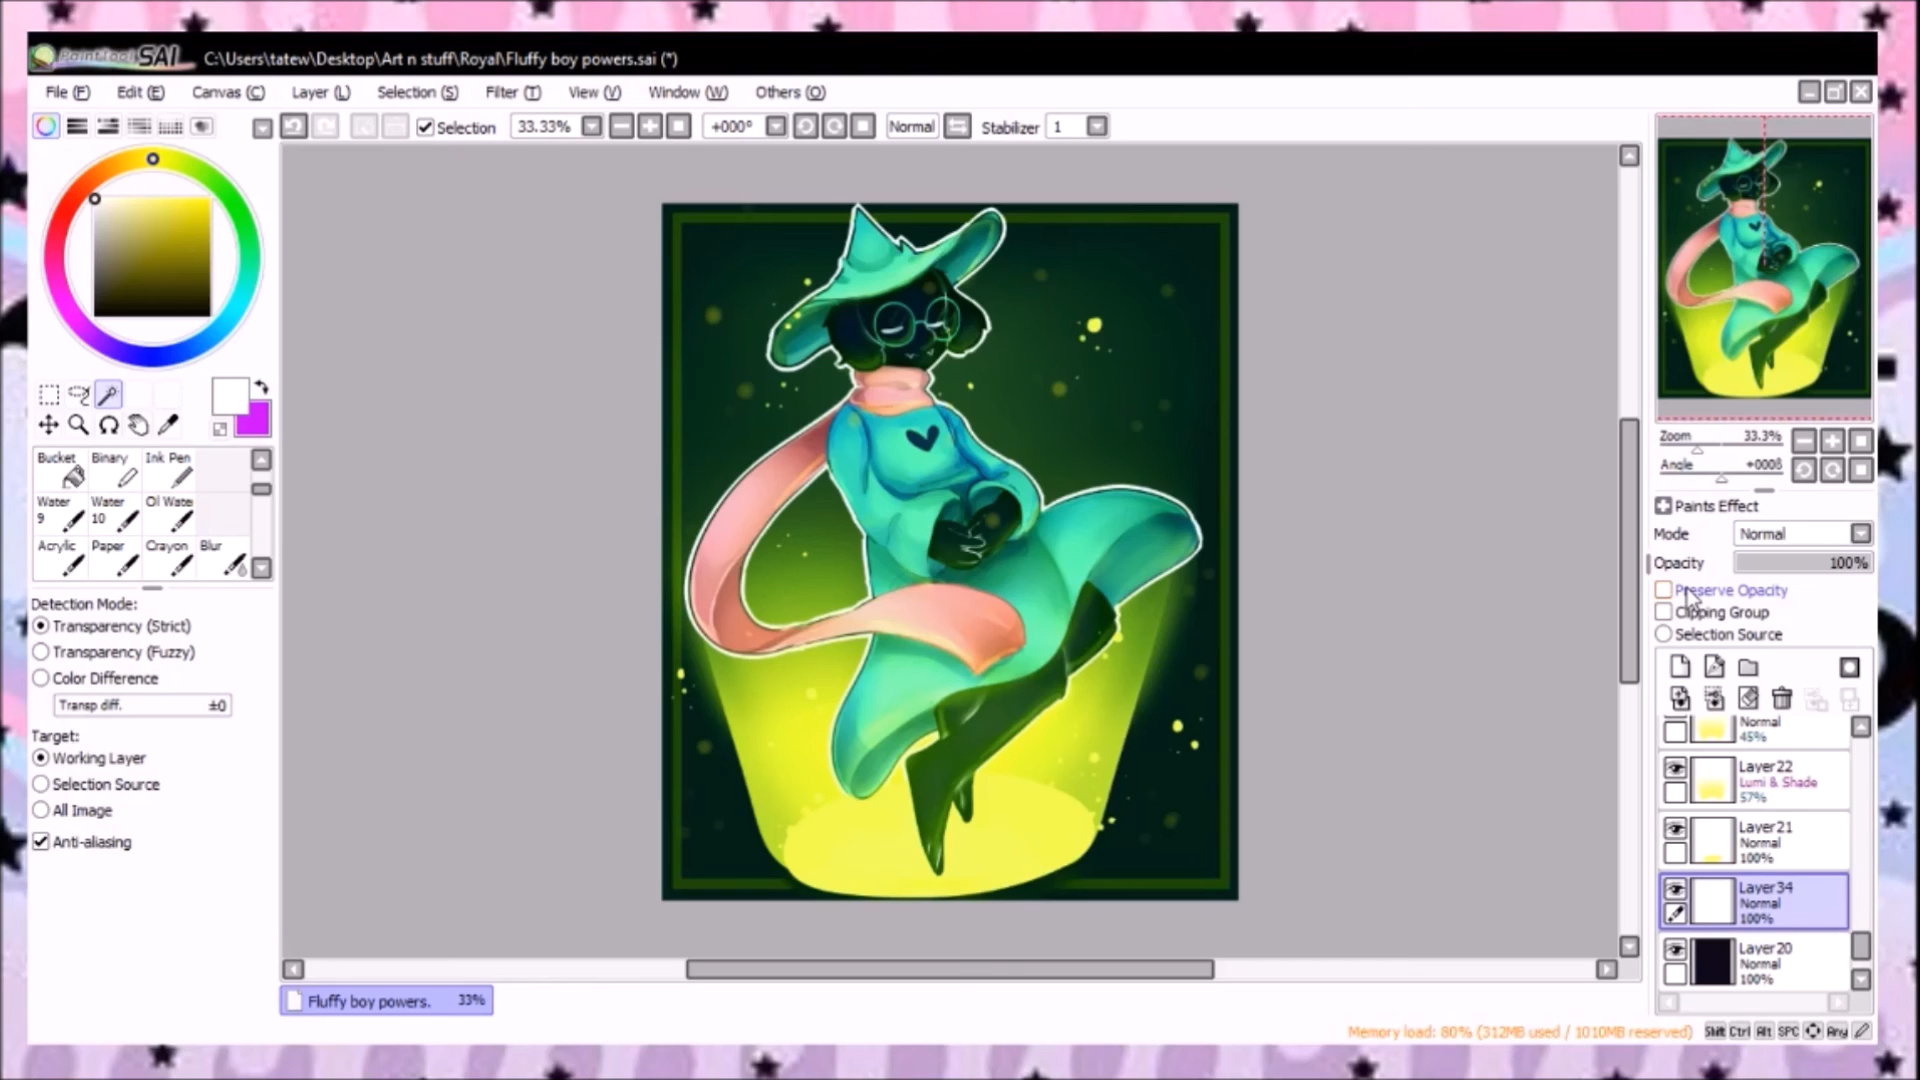 PaintTool SAI C:\Users\tatew\Desktop\Art n stuff\Royal\Fluffy boy powers.sai (*)
File (F) Edit (E) Canvas (C) Layer (L) Selection (S) Filter (T) View (V) Window (W) Others (O)
Selection 33.33% +000° Normal Stabilizer 1
Zoom 33.3%
Angle +000
Bucket Binary Ink Pen
Water 9 Water 10 Oil Wate
Acrylic Paper Crayon Blur
Paints Effect
Mode Normal
Opacity 100%
Preserve Opacity
Clipping Group
Selection Source
Detection Mode:
Transparency (Strict)
Transparency (Fuzzy)
Color Difference
Transp diff. ±0
Target:
Working Layer
Selection Source
All Image
Anti-aliasing
Normal
45%
Layer22
Lumi & Shade
57%
Layer21
Normal
100%
Layer34
Normal
100%
Layer20
Normal
100%
Fluffy boy powers. 33%
Memory load: 80% (312MB used / 1010MB reserved) Shift Ctrl Alt SPC Any